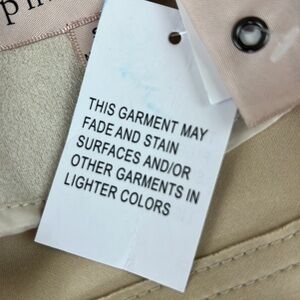 THIS GARMENT MAY
FADE AND STAIN
SURFACES AND/OR
OTHER GARMENTS IN
LIGHTER COLORS